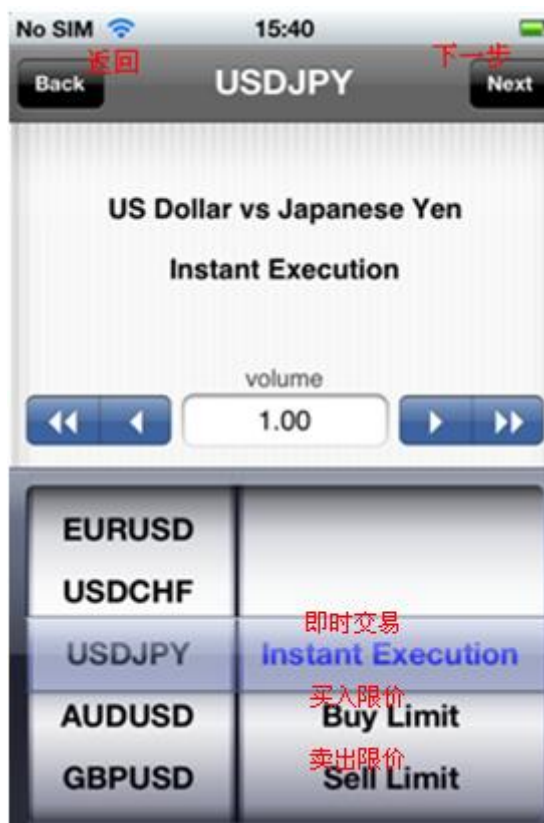 No SIM 15:40
返回 下一步
Back USDJPY Next
US Dollar vs Japanese Yen
Instant Execution
volume
1.00
EURUSD
USDCHF
即时交易
USDJPY Instant Execution
买入限价
AUDUSD Buy Limit
卖出限价
GBPUSD Sell Limit